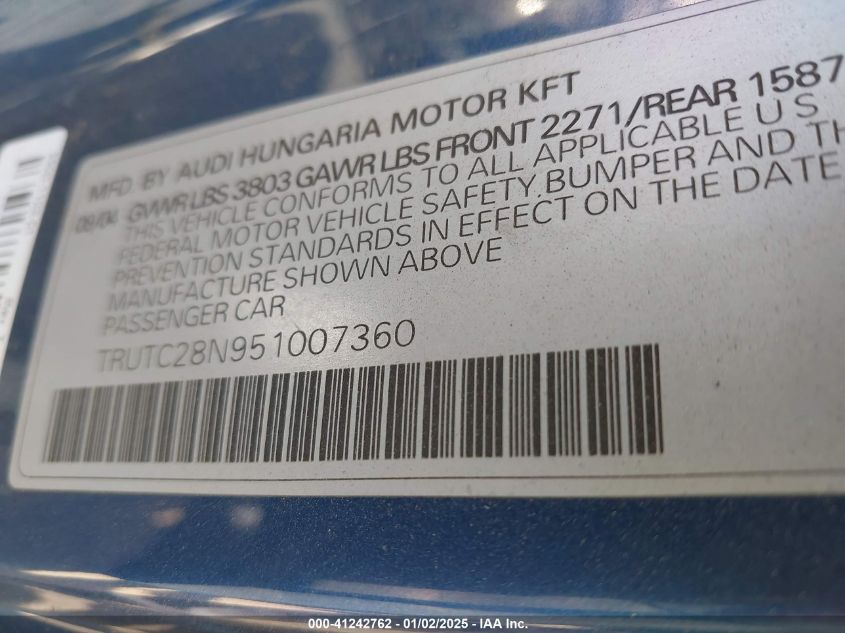 MFD BY AUDI HUNGARIA MOTOR KFT
09/04 GVWR LBS 3803 GAWR LBS FRONT 2271/REAR 1587
THIS VEHICLE CONFORMS TO ALL APPLICABLE U S
FEDERAL MOTOR VEHICLE SAFETY, BUMPER AND TH
PREVENTION STANDARDS IN EFFECT ON THE DATE
MANUFACTURE SHOWN ABOVE
PASSENGER CAR
TRUTC28N951007360
000-41242762 - 01/02/2025 - IAA Inc.